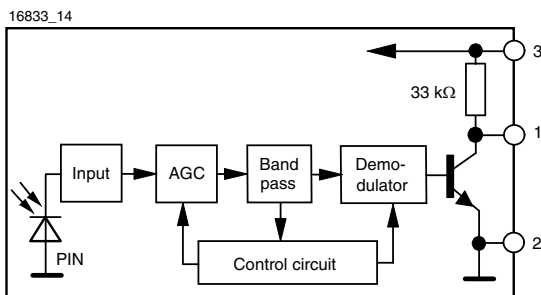 16833_14
3
33 kΩ
1
Input
AGC
Band
pass
Demo-
dulator
2
PIN
Control circuit